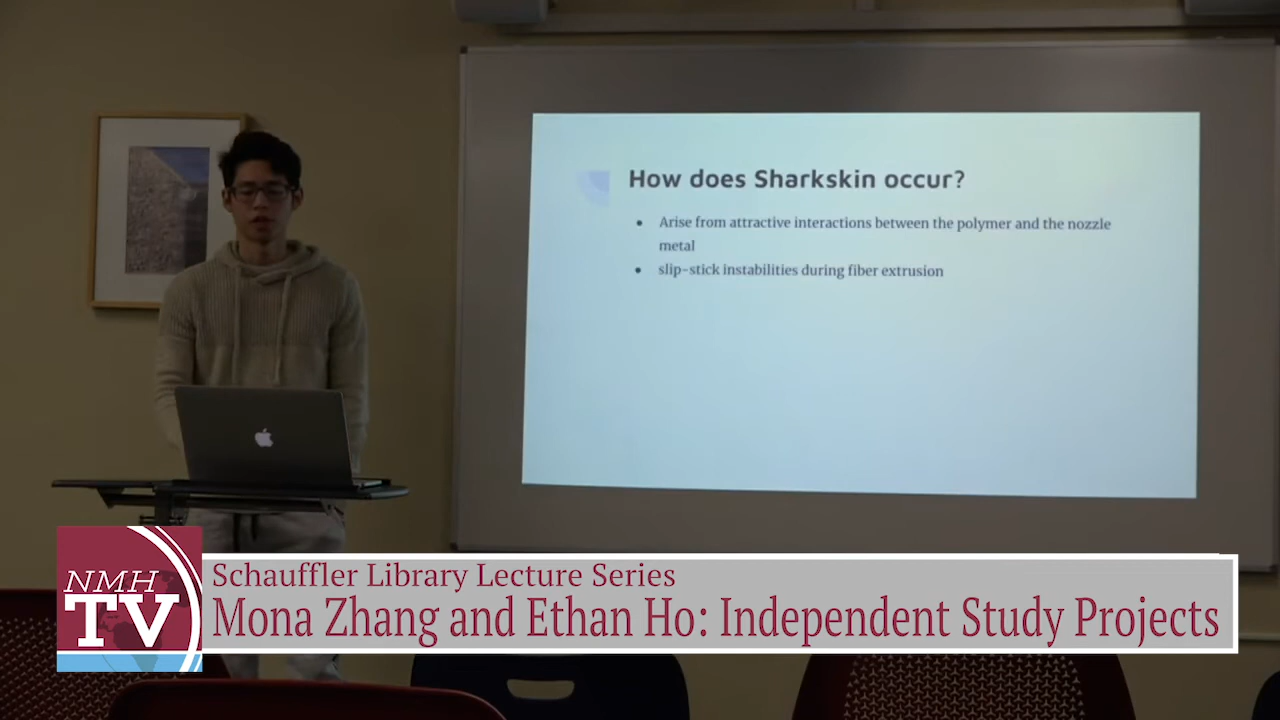 How does Sharkskin occur?
• Arise from attractive interactions between the polymer and the nozzle
metal
• slip-stick instabilities during fiber extrusion
NMH
TV
Schauffler Library Lecture Series
Mona Zhang and Ethan Ho: Independent Study Projects